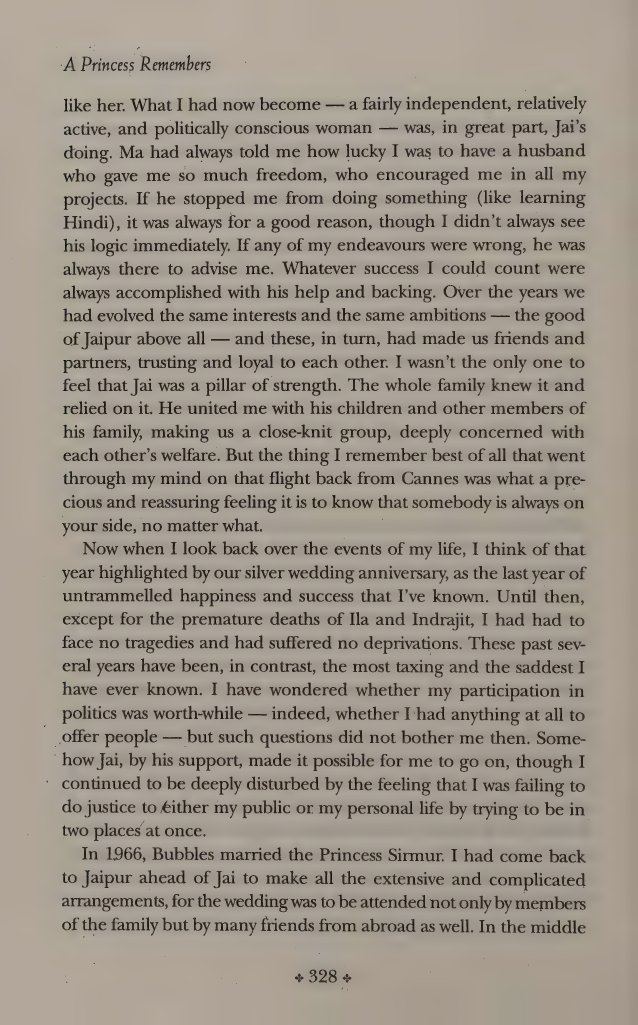 A Princess Remembers
like her. What I had now become — a fairly independent, relatively
active, and politically conscious woman — was, in great part, Jai's
doing. Ma had always told me how lucky I was to have a husband
who gave me so much freedom, who encouraged me in all my
projects. If he stopped me from doing something (like learning
Hindi), it was always for a good reason, though I didn't always see
his logic immediately. If any of my endeavours were wrong, he was
always there to advise me. Whatever success I could count were
always accomplished with his help and backing. Over the years we
had evolved the same interests and the same ambitions — the good
of Jaipur above all — and these, in turn, had made us friends and
partners, trusting and loyal to each other. I wasn't the only one to
feel that Jai was a pillar of strength. The whole family knew it and
relied on it. He united me with his children and other members of
his family, making us a close-knit group, deeply concerned with
each other's welfare. But the thing I remember best of all that went
through my mind on that flight back from Cannes was what a pre-
cious and reassuring feeling it is to know that somebody is always on
your side, no matter what.
Now when I look back over the events of my life, I think of that
year highlighted by our silver wedding anniversary, as the last year of
untrammelled happiness and success that I've known. Until then,
except for the premature deaths of Ila and Indrajit, I had had to
face no tragedies and had suffered no deprivations. These past sev-
eral years have been, in contrast, the most taxing and the saddest I
have ever known. I have wondered whether my participation in
politics was worth-while — indeed, whether I had anything at all to
offer people — but such questions did not bother me then. Some-
how Jai, by his support, made it possible for me to go on, though I
continued to be deeply disturbed by the feeling that I was failing to
do justice to either my public or my personal life by trying to be in
two places at once.
In 1966, Bubbles married the Princess Sirmur. I had come back
to Jaipur ahead of Jai to make all the extensive and complicated
arrangements, for the wedding was to be attended not only by members
of the family but by many friends from abroad as well. In the middle
✤ 328 ✤